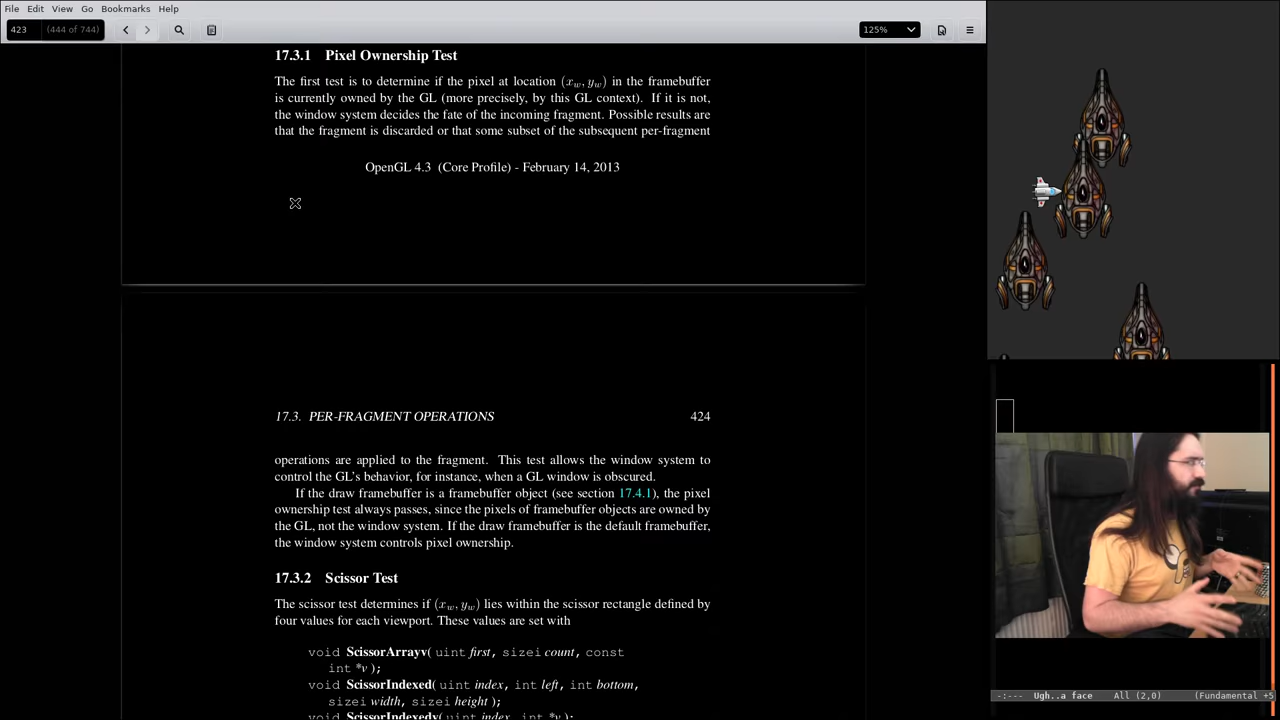 File Edit View Go Bookmarks Help
423 (444 of 744) 125%
17.3.1 Pixel Ownership Test
The first test is to determine if the pixel at location (xw, yw) in the framebuffer
is currently owned by the GL (more precisely, by this GL context). If it is not,
the window system decides the fate of the incoming fragment. Possible results are
that the fragment is discarded or that some subset of the subsequent per-fragment
OpenGL 4.3 (Core Profile) - February 14, 2013
17.3. PER-FRAGMENT OPERATIONS 424
operations are applied to the fragment. This test allows the window system to
control the GL's behavior, for instance, when a GL window is obscured.
If the draw framebuffer is a framebuffer object (see section 17.4.1), the pixel
ownership test always passes, since the pixels of framebuffer objects are owned by
the GL, not the window system. If the draw framebuffer is the default framebuffer,
the window system controls pixel ownership.
17.3.2 Scissor Test
The scissor test determines if (xw, yw) lies within the scissor rectangle defined by
four values for each viewport. These values are set with
void ScissorArrayv( uint first, sizei count, const
int *v );
void ScissorIndexed( uint index, int left, int bottom,
sizei width, sizei height );
void ScissorIndexedv( uint index, int *v );
-:--- Ugh..a face All (2,0) (Fundamental +5